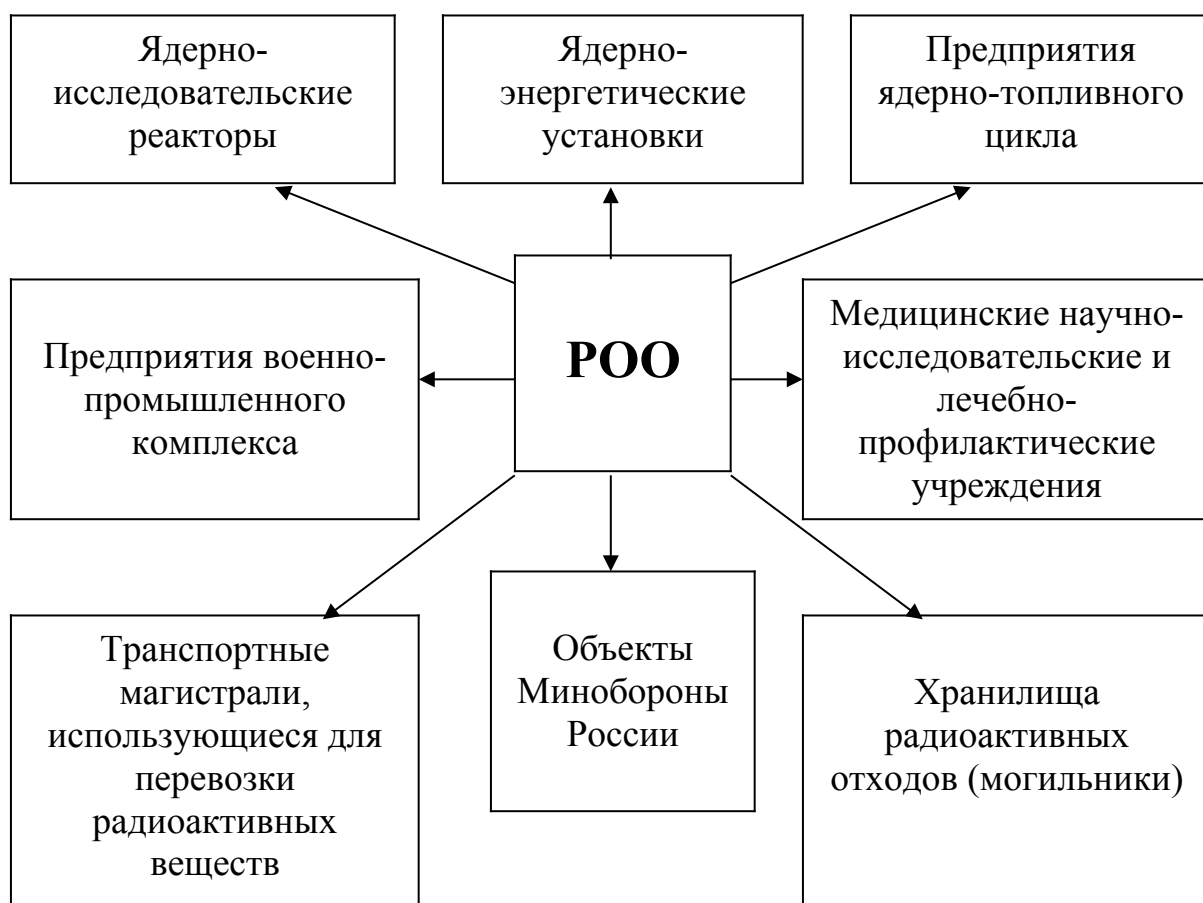 Ядерно-
исследовательские
реакторы
Ядерно-
энергетические
установки
Предприятия
ядерно-топливного
цикла
Предприятия военно-
промышленного
комплекса
РОО
Медицинские научно-
исследовательские и
лечебно-
профилактические
учреждения
Транспортные
магистрали,
использующиеся для
перевозки
радиоактивных
веществ
Объекты
Минобороны
России
Хранилища
радиоактивных
отходов (могильники)